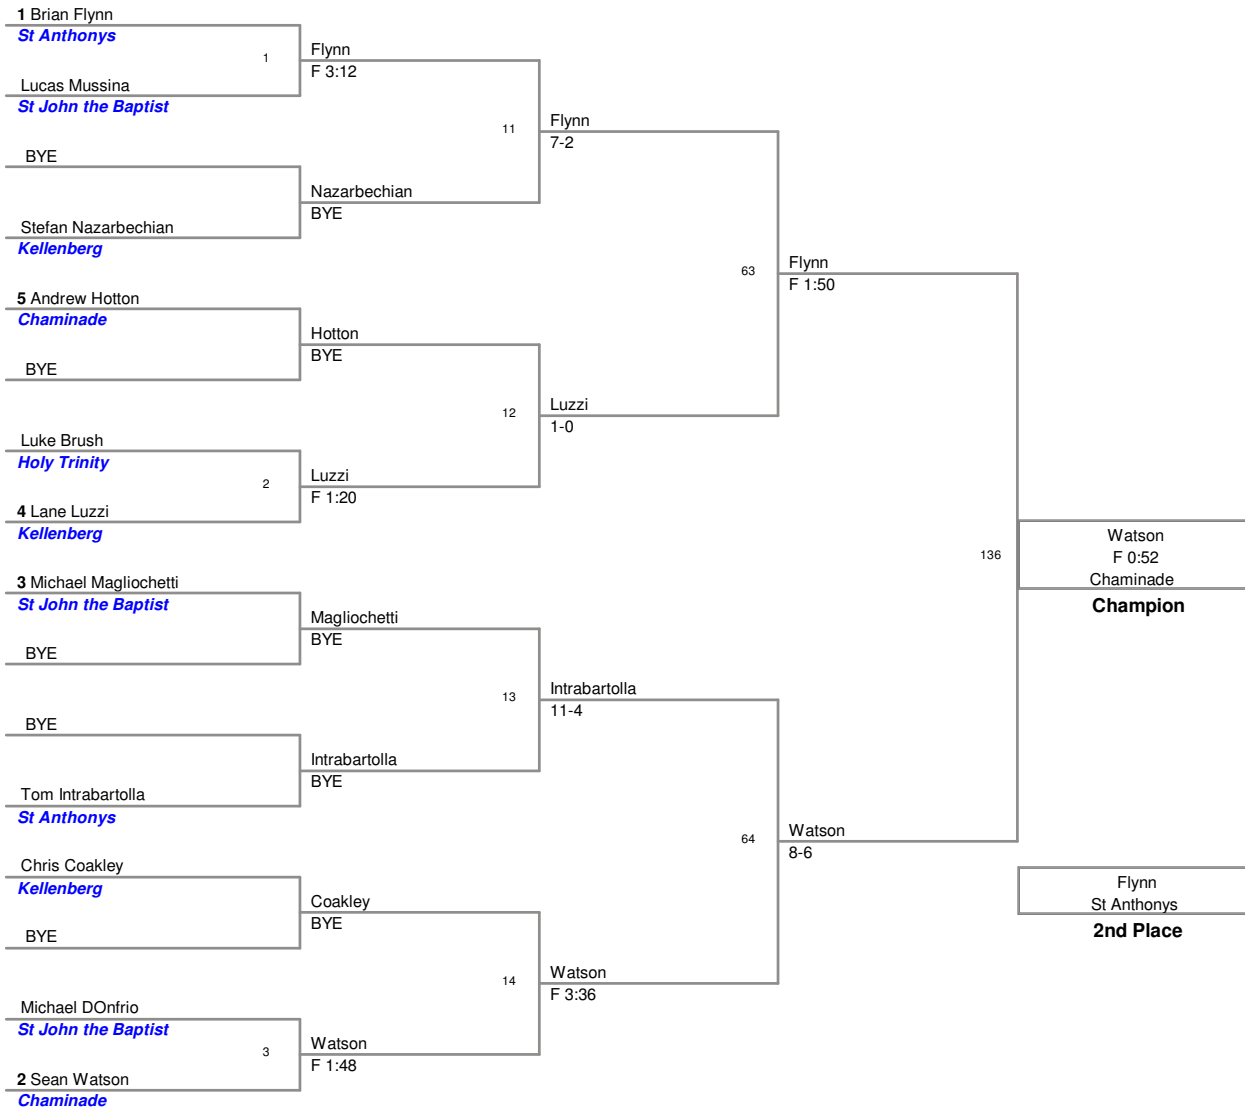 1 Brian Flynn
St Anthonys
1
Flynn
F 3:12
Lucas Mussina
St John the Baptist
11
Flynn
7-2
BYE
Nazarbechian
BYE
Stefan Nazarbechian
Kellenberg
63
Flynn
F 1:50
5 Andrew Hotton
Chaminade
Hotton
BYE
BYE
12
Luzzi
1-0
Luke Brush
Holy Trinity
2
Luzzi
F 1:20
4 Lane Luzzi
Kellenberg
136
Watson
F 0:52
Chaminade
Champion
3 Michael Magliochetti
St John the Baptist
Magliochetti
BYE
BYE
13
Intrabartolla
11-4
BYE
Intrabartolla
BYE
Tom Intrabartolla
St Anthonys
64
Watson
8-6
Chris Coakley
Kellenberg
Coakley
BYE
BYE
Flynn
St Anthonys
2nd Place
14
Watson
F 3:36
Michael DOnfrio
St John the Baptist
3
Watson
F 1:48
2 Sean Watson
Chaminade